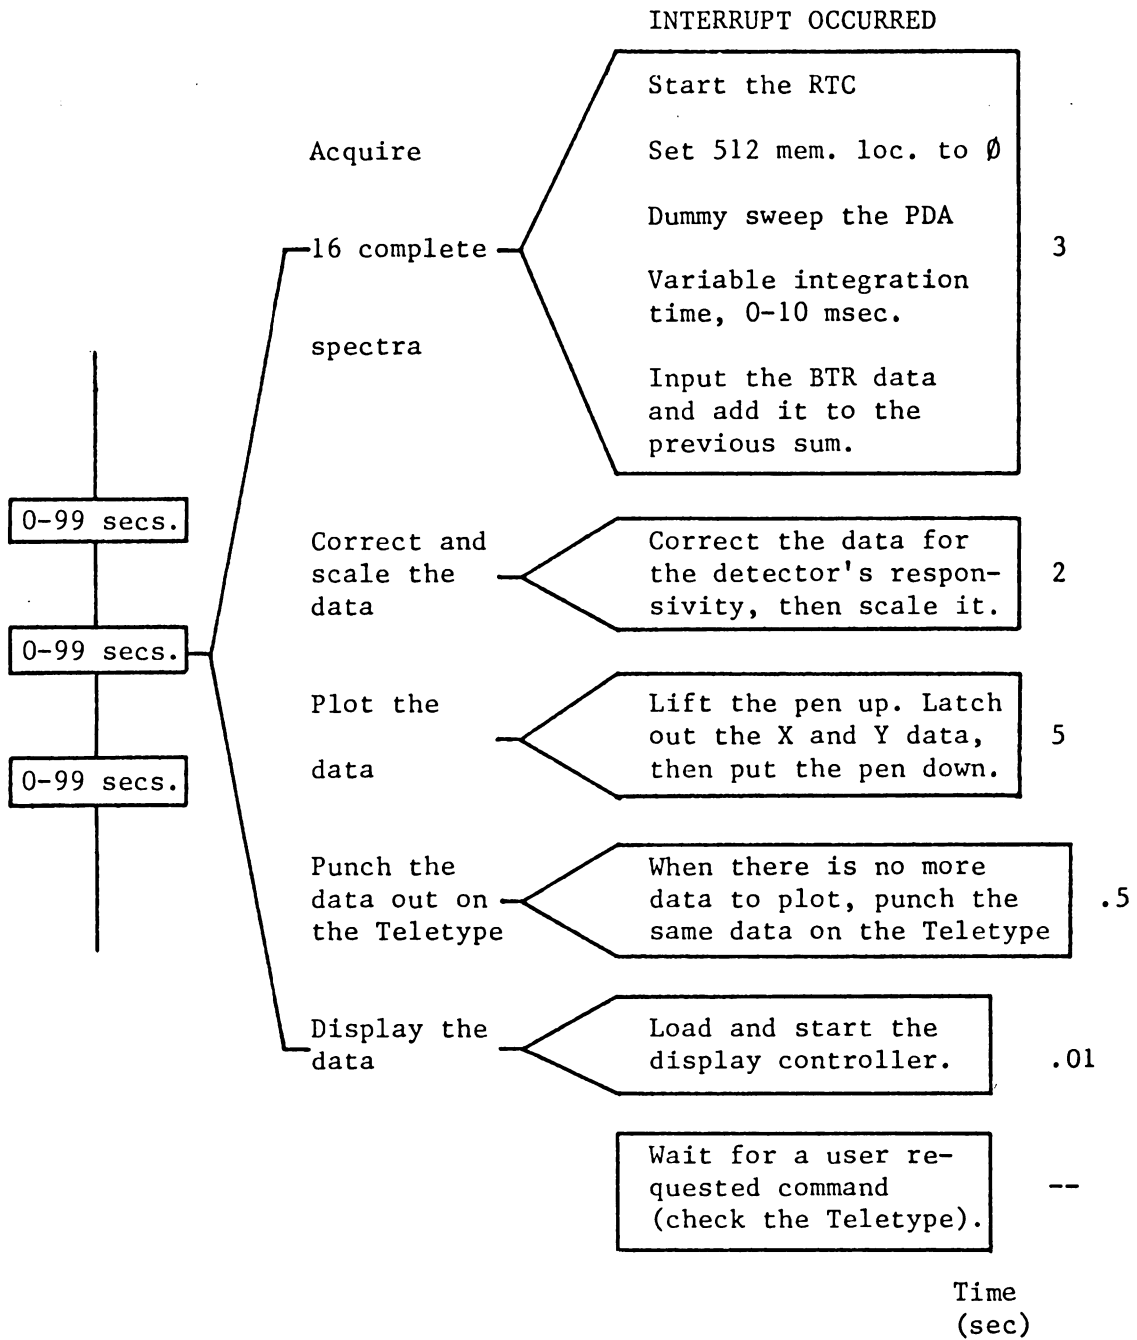 INTERRUPT OCCURRED
Start the RTC
Set 512 mem. loc. to Ø
Dummy sweep the PDA
Variable integration
time, 0-10 msec.
Input the BTR data
and add it to the
previous sum.
Acquire
16 complete
spectra
3
0-99 secs.
0-99 secs.
0-99 secs.
Correct and
scale the
data
Correct the data for
the detector's respon-
sivity, then scale it.
2
Plot the
data
Lift the pen up. Latch
out the X and Y data,
then put the pen down.
5
Punch the
data out on
the Teletype
When there is no more
data to plot, punch the
same data on the Teletype
.5
Display the
data
Load and start the
display controller.
.01
Wait for a user re-
quested command
(check the Teletype).
--
Time
(sec)